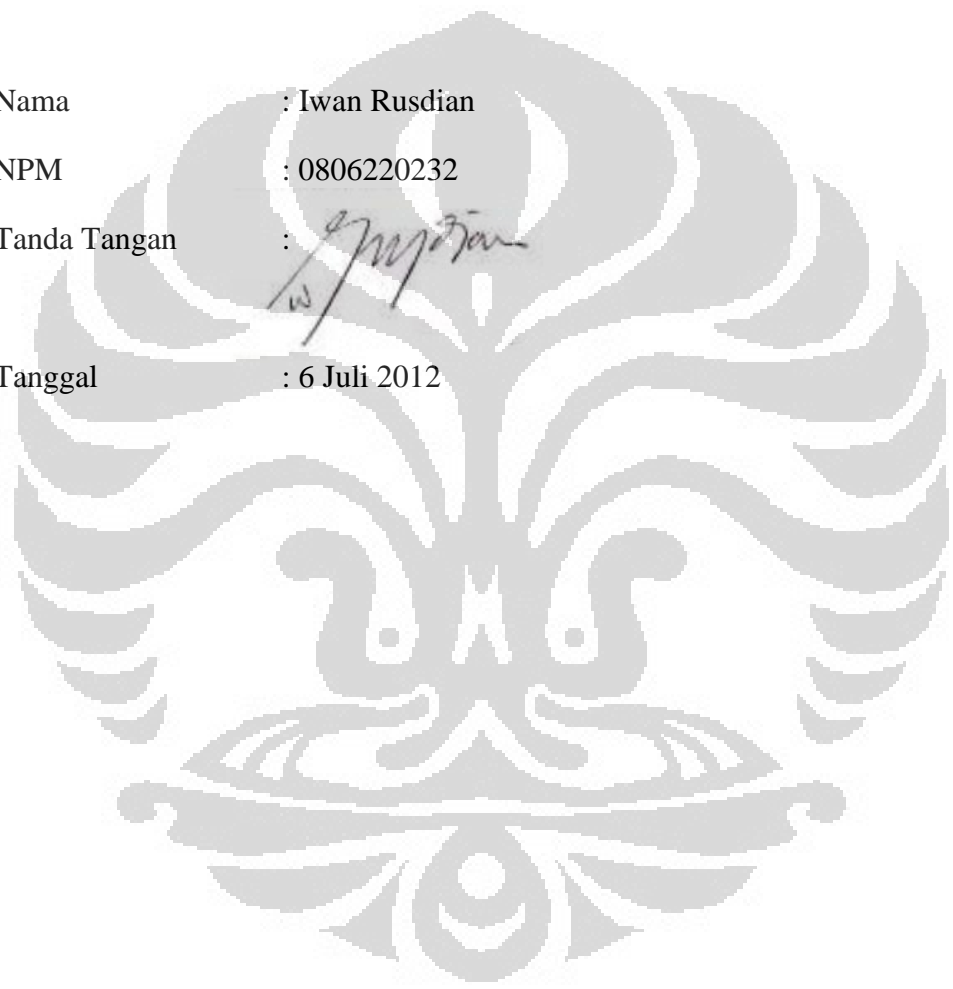 Nama : Iwan Rusdian
NPM : 0806220232
Tanda Tangan :
Tanggal : 6 Juli 2012